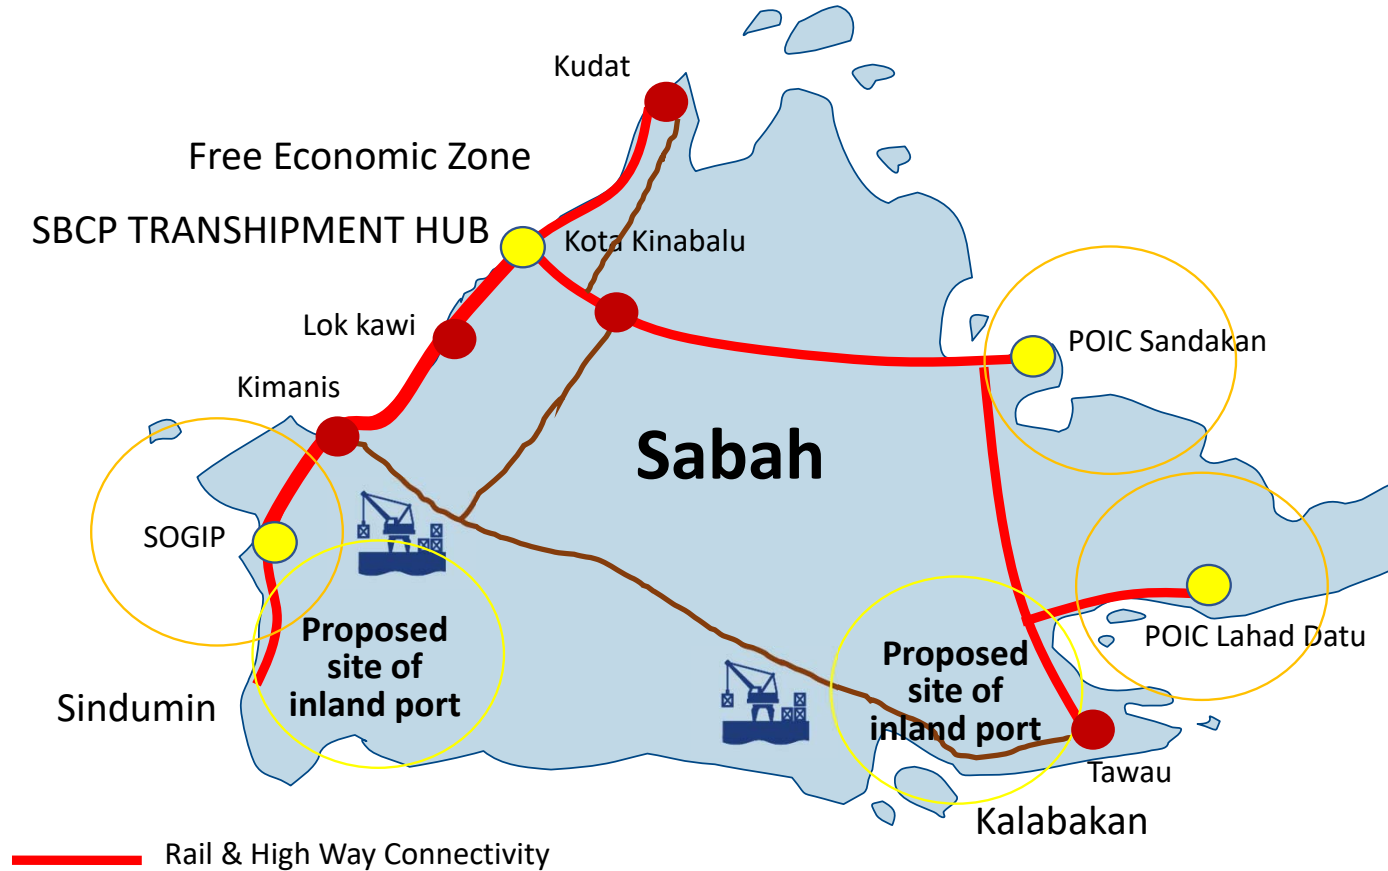 Kudat
Free Economic Zone
SBCP TRANSHIPMENT HUB
Kota Kinabalu
Lok kawi
POIC Sandakan
Kimanis
Sabah
SOGIP
Proposed
site of
inland port
Proposed
site of
inland port
POIC Lahad Datu
Sindumin
Tawau
Kalabakan
Rail & High Way Connectivity